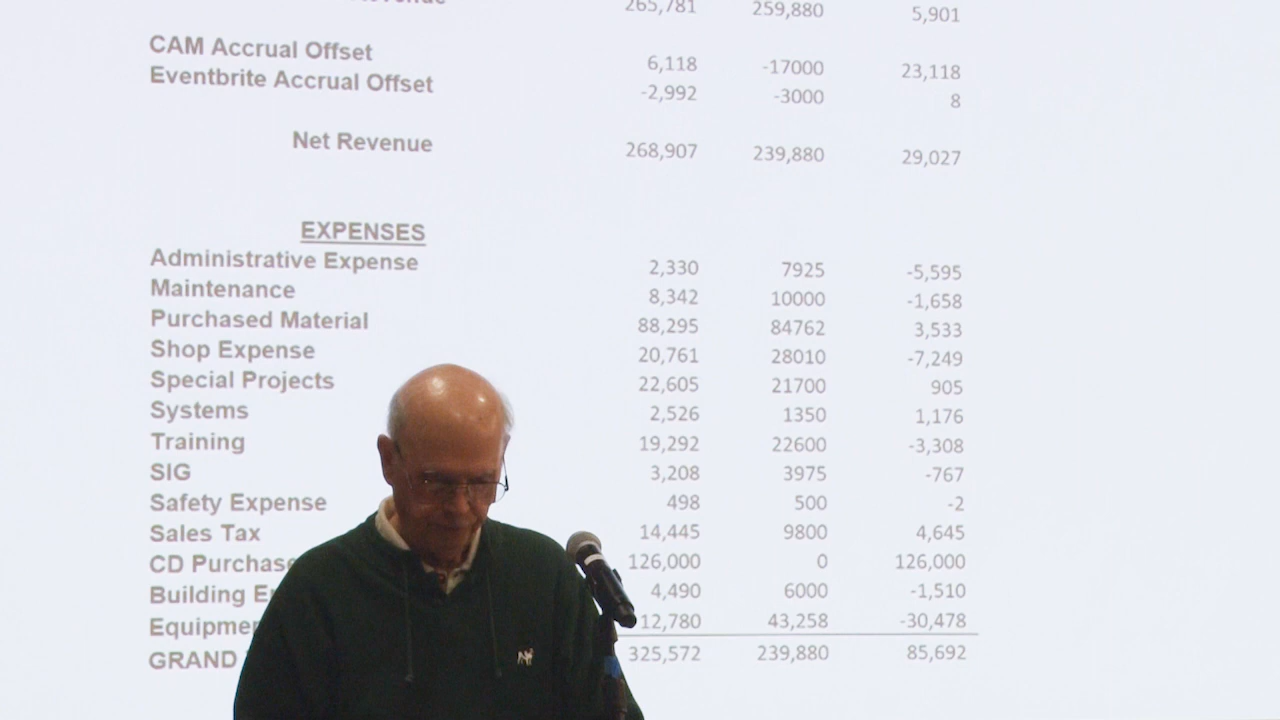 265,781 259,880 5,901
CAM Accrual Offset 6,118 -17000 23,118
Eventbrite Accrual Offset -2,992 -3000 8
Net Revenue 268,907 239,880 29,027
EXPENSES
Administrative Expense 2,330 7925 -5,595
Maintenance 8,342 10000 -1,658
Purchased Material 88,295 84762 3,533
Shop Expense 20,761 28010 -7,249
Special Projects 22,605 21700 905
Systems 2,526 1350 1,176
Training 19,292 22600 -3,308
SIG 3,208 3975 -767
Safety Expense 498 500 -2
Sales Tax 14,445 9800 4,645
CD Purchase 126,000 0 126,000
Building 4,490 6000 -1,510
12,780 43,258 -30,478
GRAND 325,572 239,880 85,692